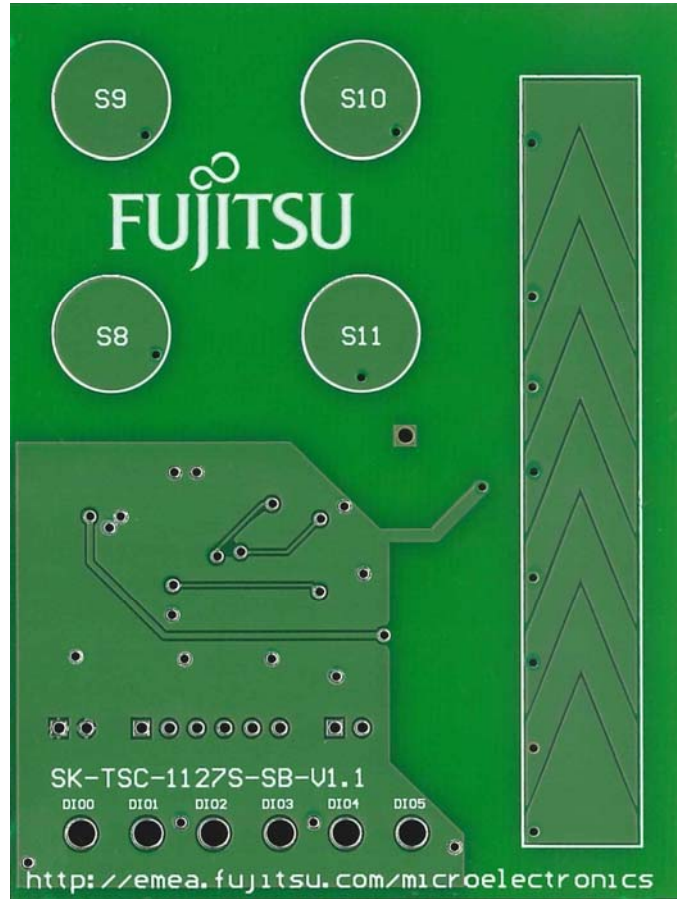 S9 S10
FUJITSU
S8 S11
SK-TSC-1127S-SB-V1.1
DIO0 DIO1 DIO2 DIO3 DIO4 DIO5
http://emea.fujitsu.com/microelectronics